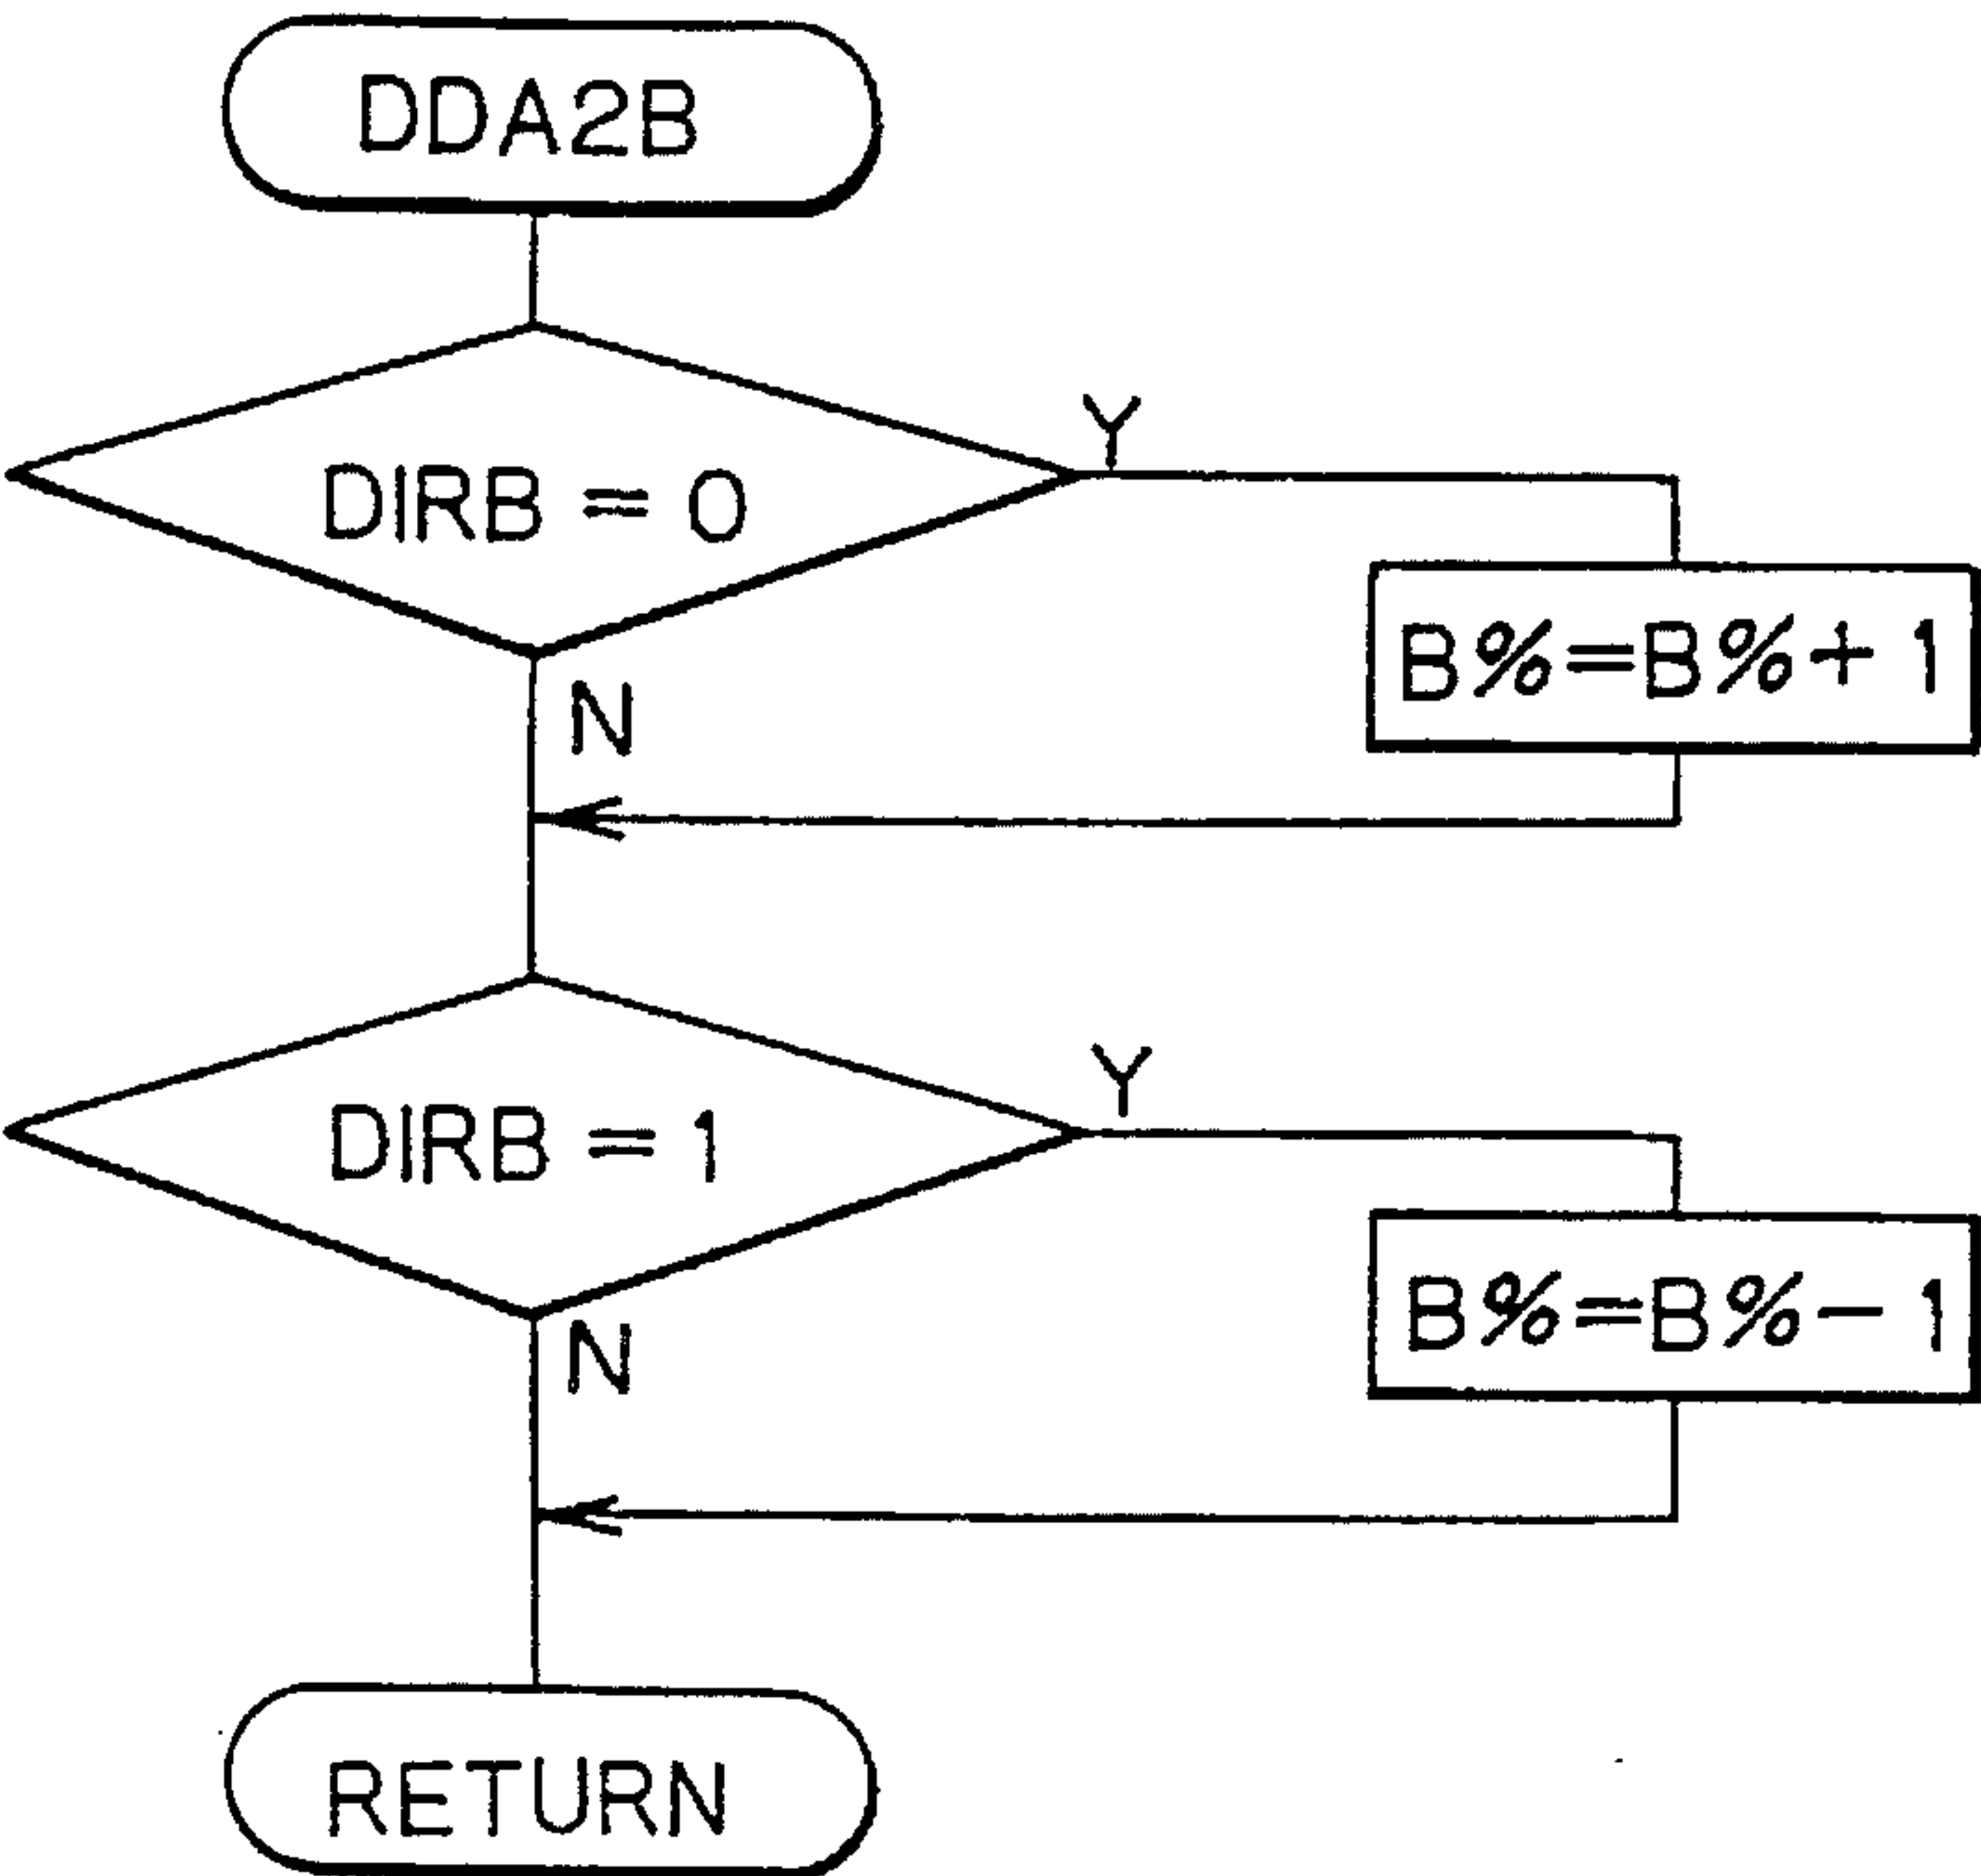 DDA2B
DIRB = 0
Y
B%=B%+1
N
DIRB = 1
Y
B%=B%-1
N
RETURN